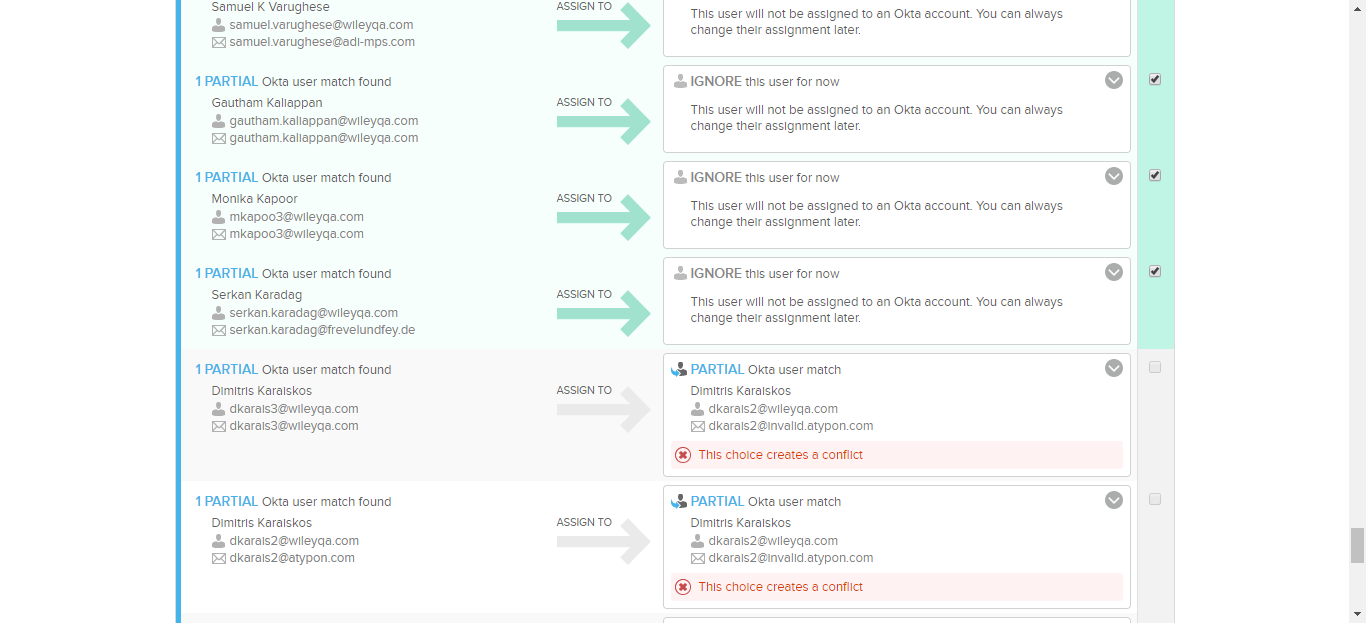 Samuel K Varughese
samuel.varughese@wileyqa.com
samuel.varughese@adi-mps.com
ASSIGN TO
This user will not be assigned to an Okta account. You can always
change their assignment later.
1 PARTIAL Okta user match found
Gautham Kaliappan
gautham.kaliappan@wileyqa.com
gautham.kaliappan@wileyqa.com
ASSIGN TO
IGNORE this user for now
This user will not be assigned to an Okta account. You can always
change their assignment later.
1 PARTIAL Okta user match found
Monika Kapoor
mkapoo3@wileyqa.com
mkapoo3@wileyqa.com
ASSIGN TO
IGNORE this user for now
This user will not be assigned to an Okta account. You can always
change their assignment later.
1 PARTIAL Okta user match found
Serkan Karadag
serkan.karadag@wileyqa.com
serkan.karadag@frevelundfey.de
ASSIGN TO
IGNORE this user for now
This user will not be assigned to an Okta account. You can always
change their assignment later.
1 PARTIAL Okta user match found
Dimitris Karaiskos
dkarais3@wileyqa.com
dkarais3@wileyqa.com
ASSIGN TO
PARTIAL Okta user match
Dimitris Karaiskos
dkarais2@wileyqa.com
dkarais2@invalid.atypon.com
This choice creates a conflict
1 PARTIAL Okta user match found
Dimitris Karaiskos
dkarais2@wileyqa.com
dkarais2@atypon.com
ASSIGN TO
PARTIAL Okta user match
Dimitris Karaiskos
dkarais2@wileyqa.com
dkarais2@invalid.atypon.com
This choice creates a conflict